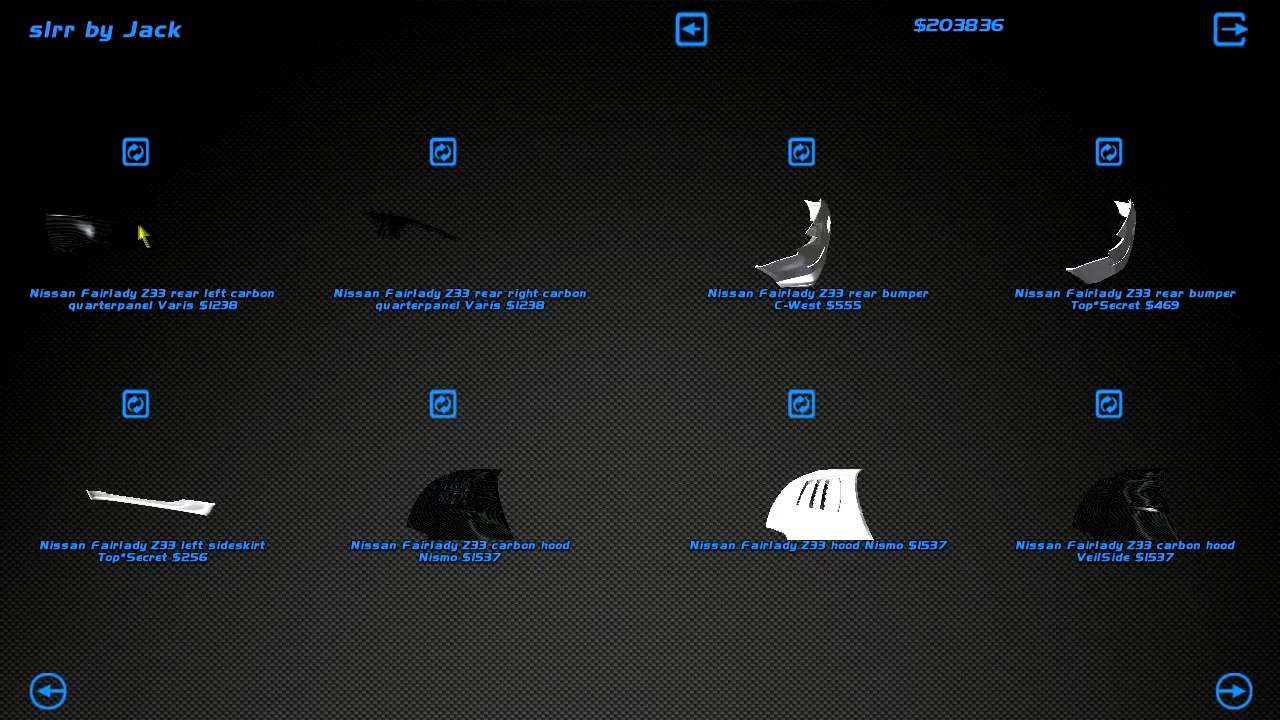 slrr by Jack
$203836
Nissan Fairlady Z33 rear left carbon
quarterpanel Varis $1238
Nissan Fairlady Z33 rear right carbon
quarterpanel Varis $1238
Nissan Fairlady Z33 rear bumper
C-West $555
Nissan Fairlady Z33 rear bumper
Top*Secret $469
Nissan Fairlady Z33 left sideskirt
Top*Secret $256
Nissan Fairlady Z33 carbon hood
Nismo $1537
Nissan Fairlady Z33 hood Nismo $1537
Nissan Fairlady Z33 carbon hood
VeilSide $1537